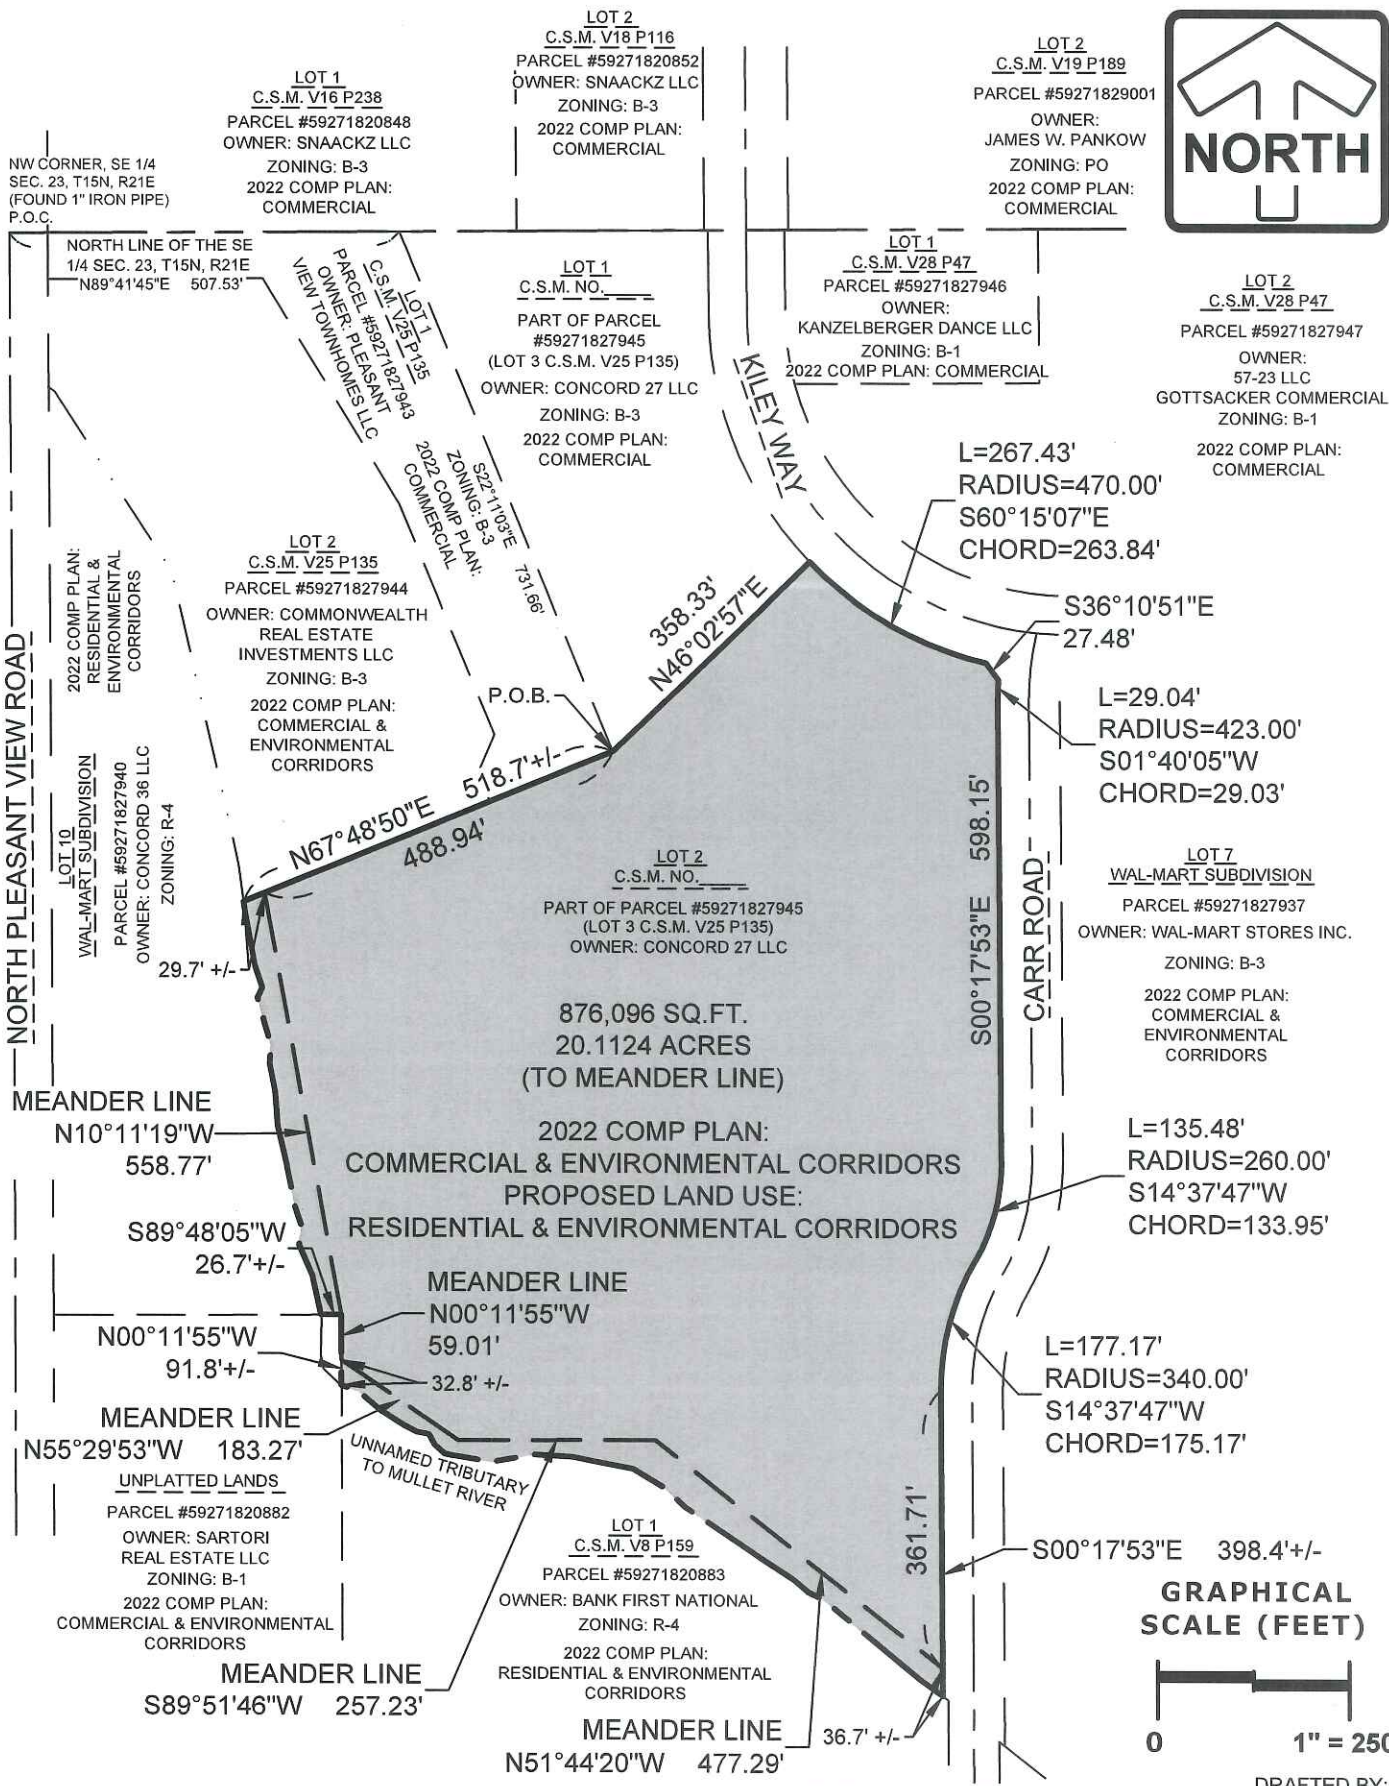 LOT 2
C.S.M. V18 P116
PARCEL #59271820852
OWNER: SNAACKZ LLC
ZONING: B-3
2022 COMP PLAN:
COMMERCIAL
LOT 2
C.S.M. V19 P189
PARCEL #59271829001
OWNER:
JAMES W. PANKOW
ZONING: PO
2022 COMP PLAN:
COMMERCIAL
NORTH
LOT 1
C.S.M. V16 P238
PARCEL #59271820848
OWNER: SNAACKZ LLC
ZONING: B-3
2022 COMP PLAN:
COMMERCIAL
NW CORNER, SE 1/4
SEC. 23, T15N, R21E
(FOUND 1" IRON PIPE)
P.O.C.
NORTH LINE OF THE SE
1/4 SEC. 23, T15N, R21E
N89°41'45"E 507.53'
LOT 1
C.S.M. V25 P135
PARCEL #59271827943
OWNER: PLEASANT
VIEW TOWNHOMES LLC
ZONING: B-3
2022 COMP PLAN:
COMMERCIAL
S22°11'03"E 731.66'
LOT 1
C.S.M. NO.
PART OF PARCEL
#59271827945
(LOT 3 C.S.M. V25 P135)
OWNER: CONCORD 27 LLC
ZONING: B-3
2022 COMP PLAN:
COMMERCIAL
LOT 1
C.S.M. V28 P47
PARCEL #59271827946
OWNER:
KANZELBERGER DANCE LLC
ZONING: B-1
2022 COMP PLAN: COMMERCIAL
LOT 2
C.S.M. V28 P47
PARCEL #59271827947
OWNER:
57-23 LLC
GOTTSACKER COMMERCIAL
ZONING: B-1
2022 COMP PLAN:
COMMERCIAL
KILEY WAY
L=267.43'
RADIUS=470.00'
S60°15'07"E
CHORD=263.84'
S36°10'51"E
27.48'
L=29.04'
RADIUS=423.00'
S01°40'05"W
CHORD=29.03'
LOT 2
C.S.M. V25 P135
PARCEL #59271827944
OWNER: COMMONWEALTH
REAL ESTATE
INVESTMENTS LLC
ZONING: B-3
2022 COMP PLAN:
COMMERCIAL &
ENVIRONMENTAL
CORRIDORS
2022 COMP PLAN:
RESIDENTIAL &
ENVIRONMENTAL
CORRIDORS
LOT 10
WAL-MART SUBDIVISION
PARCEL #59271827940
OWNER: CONCORD 36 LLC
ZONING: R-4
NORTH PLEASANT VIEW ROAD
358.33'
N46°02'57"E
P.O.B.
518.7'+/-
N67°48'50"E
488.94'
29.7' +/-
LOT 2
C.S.M. NO.
PART OF PARCEL #59271827945
(LOT 3 C.S.M. V25 P135)
OWNER: CONCORD 27 LLC
876,096 SQ.FT.
20.1124 ACRES
(TO MEANDER LINE)
2022 COMP PLAN:
COMMERCIAL & ENVIRONMENTAL CORRIDORS
PROPOSED LAND USE:
RESIDENTIAL & ENVIRONMENTAL CORRIDORS
S00°17'53"E 598.15'
CARR ROAD
LOT 7
WAL-MART SUBDIVISION
PARCEL #59271827937
OWNER: WAL-MART STORES INC.
ZONING: B-3
2022 COMP PLAN:
COMMERCIAL &
ENVIRONMENTAL
CORRIDORS
MEANDER LINE
N10°11'19"W
558.77'
S89°48'05"W
26.7'+/-
MEANDER LINE
N00°11'55"W
59.01'
N00°11'55"W
91.8'+/-
32.8' +/-
MEANDER LINE
N55°29'53"W 183.27'
L=135.48'
RADIUS=260.00'
S14°37'47"W
CHORD=133.95'
L=177.17'
RADIUS=340.00'
S14°37'47"W
CHORD=175.17'
UNPLATTED LANDS
PARCEL #59271820882
OWNER: SARTORI
REAL ESTATE LLC
ZONING: B-1
2022 COMP PLAN:
COMMERCIAL & ENVIRONMENTAL
CORRIDORS
UNNAMED TRIBUTARY
TO MULLET RIVER
LOT 1
C.S.M. V8 P159
PARCEL #59271820883
OWNER: BANK FIRST NATIONAL
ZONING: R-4
2022 COMP PLAN:
RESIDENTIAL & ENVIRONMENTAL
CORRIDORS
361.71'
S00°17'53"E 398.4'+/-
MEANDER LINE
S89°51'46"W 257.23'
MEANDER LINE
N51°44'20"W 477.29'
36.7' +/-
GRAPHICAL
SCALE (FEET)
0
1" = 250
DRAFTED BY: